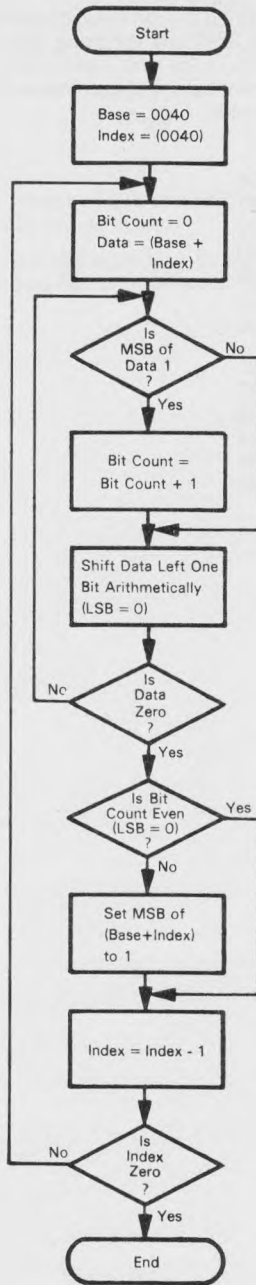 Start
Base = 0040
Index = (0040)
Bit Count = 0
Data = (Base +
Index)
Is
MSB of
Data 1
?
No
Yes
Bit Count =
Bit Count + 1
Shift Data Left One
Bit Arithmetically
(LSB = 0)
Is
Data
Zero
?
No
Yes
Is Bit
Count Even
(LSB = 0)
?
Yes
No
Set MSB of
(Base+Index)
to 1
Index = Index - 1
Is
Index
Zero
?
No
Yes
End